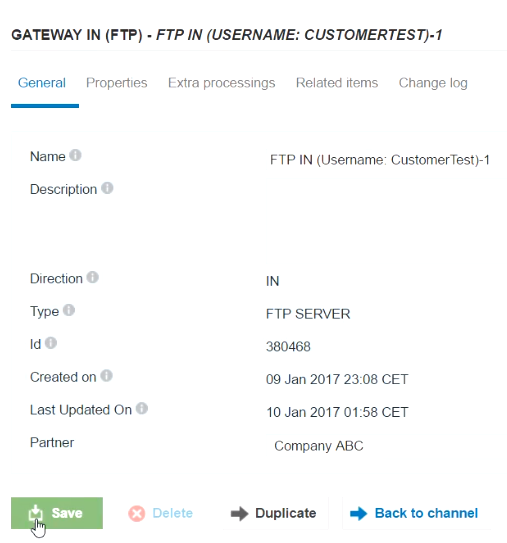 GATEWAY IN (FTP) - FTP IN (USERNAME: CUSTOMERTEST)-1
General Properties Extra processings Related items Change log
Name FTP IN (Username: CustomerTest)-1
Description
Direction IN
Type FTP SERVER
Id 380468
Created on 09 Jan 2017 23:08 CET
Last Updated On 10 Jan 2017 01:58 CET
Partner Company ABC
Save Delete Duplicate Back to channel